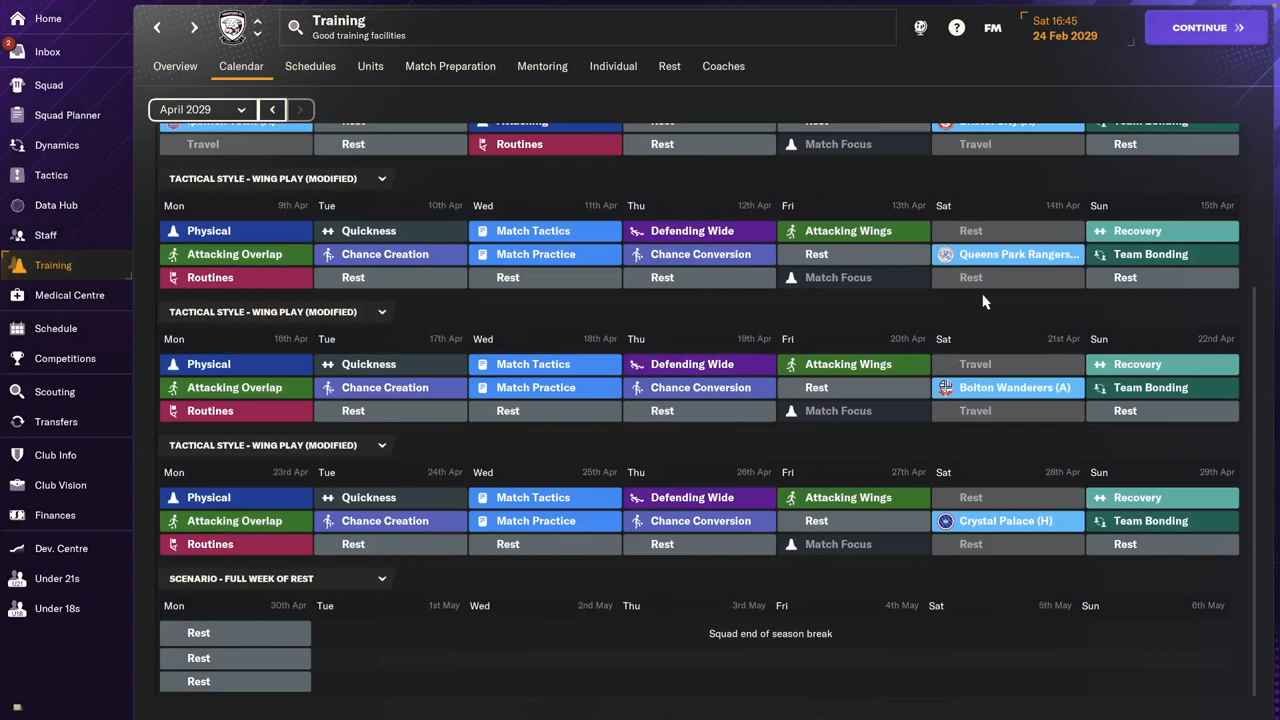 Home
2
Inbox
Squad
Squad Planner
Dynamics
Tactics
Data Hub
Staff
Training
Medical Centre
Schedule
Competitions
Scouting
Transfers
Club Info
Club Vision
Finances
Dev. Centre
U21
Under 21s
U18
Under 18s
Training
Good training facilities
?
FM
Sat 16:45
24 Feb 2029
CONTINUE
Overview Calendar Schedules Units Match Preparation Mentoring Individual Rest Coaches
April 2029
Ipswich Town (A) Rest Attacking Rest Rest Bristol City (A) Team Bonding
Travel Rest Routines Rest Match Focus Travel Rest
TACTICAL STYLE - WING PLAY (MODIFIED)
Mon 9th Apr Tue 10th Apr Wed 11th Apr Thu 12th Apr Fri 13th Apr Sat 14th Apr Sun 15th Apr
Physical Quickness Match Tactics Defending Wide Attacking Wings Rest Recovery
Attacking Overlap Chance Creation Match Practice Chance Conversion Rest Queens Park Rangers... Team Bonding
Routines Rest Rest Rest Match Focus Rest Rest
TACTICAL STYLE - WING PLAY (MODIFIED)
Mon 16th Apr Tue 17th Apr Wed 18th Apr Thu 19th Apr Fri 20th Apr Sat 21st Apr Sun 22nd Apr
Physical Quickness Match Tactics Defending Wide Attacking Wings Travel Recovery
Attacking Overlap Chance Creation Match Practice Chance Conversion Rest Bolton Wanderers (A) Team Bonding
Routines Rest Rest Rest Match Focus Travel Rest
TACTICAL STYLE - WING PLAY (MODIFIED)
Mon 23rd Apr Tue 24th Apr Wed 25th Apr Thu 26th Apr Fri 27th Apr Sat 28th Apr Sun 29th Apr
Physical Quickness Match Tactics Defending Wide Attacking Wings Rest Recovery
Attacking Overlap Chance Creation Match Practice Chance Conversion Rest Crystal Palace (H) Team Bonding
Routines Rest Rest Rest Match Focus Rest Rest
SCENARIO - FULL WEEK OF REST
Mon 30th Apr Tue 1st May Wed 2nd May Thu 3rd May Fri 4th May Sat 5th May Sun 6th May
Rest Squad end of season break
Rest
Rest